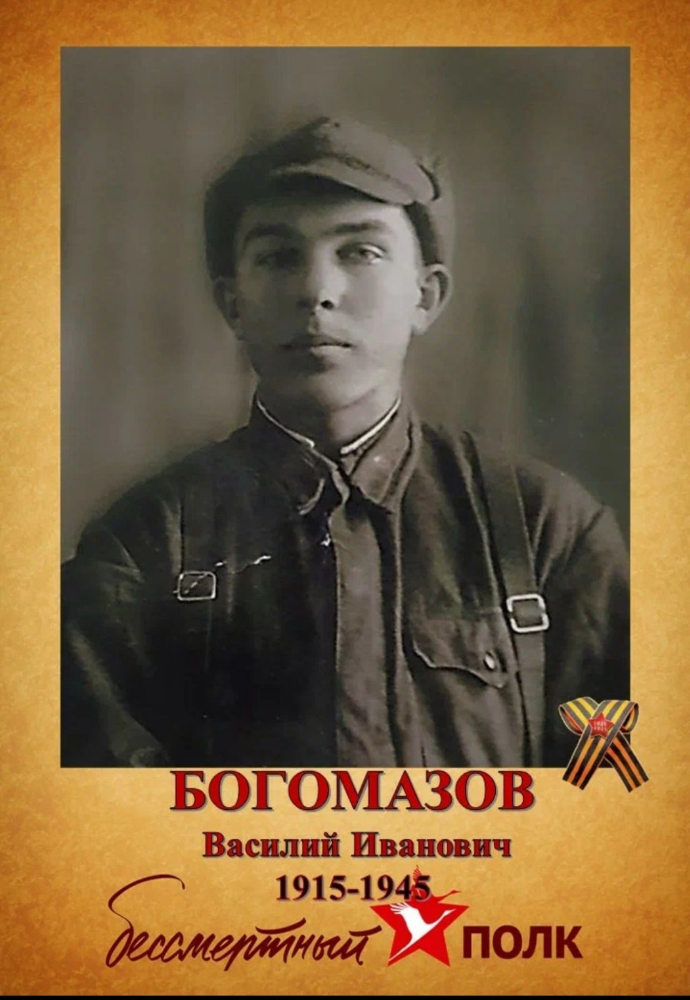 БОГОМАЗОВ
Василий Иванович
1915-1945
бессмертный ПОЛК